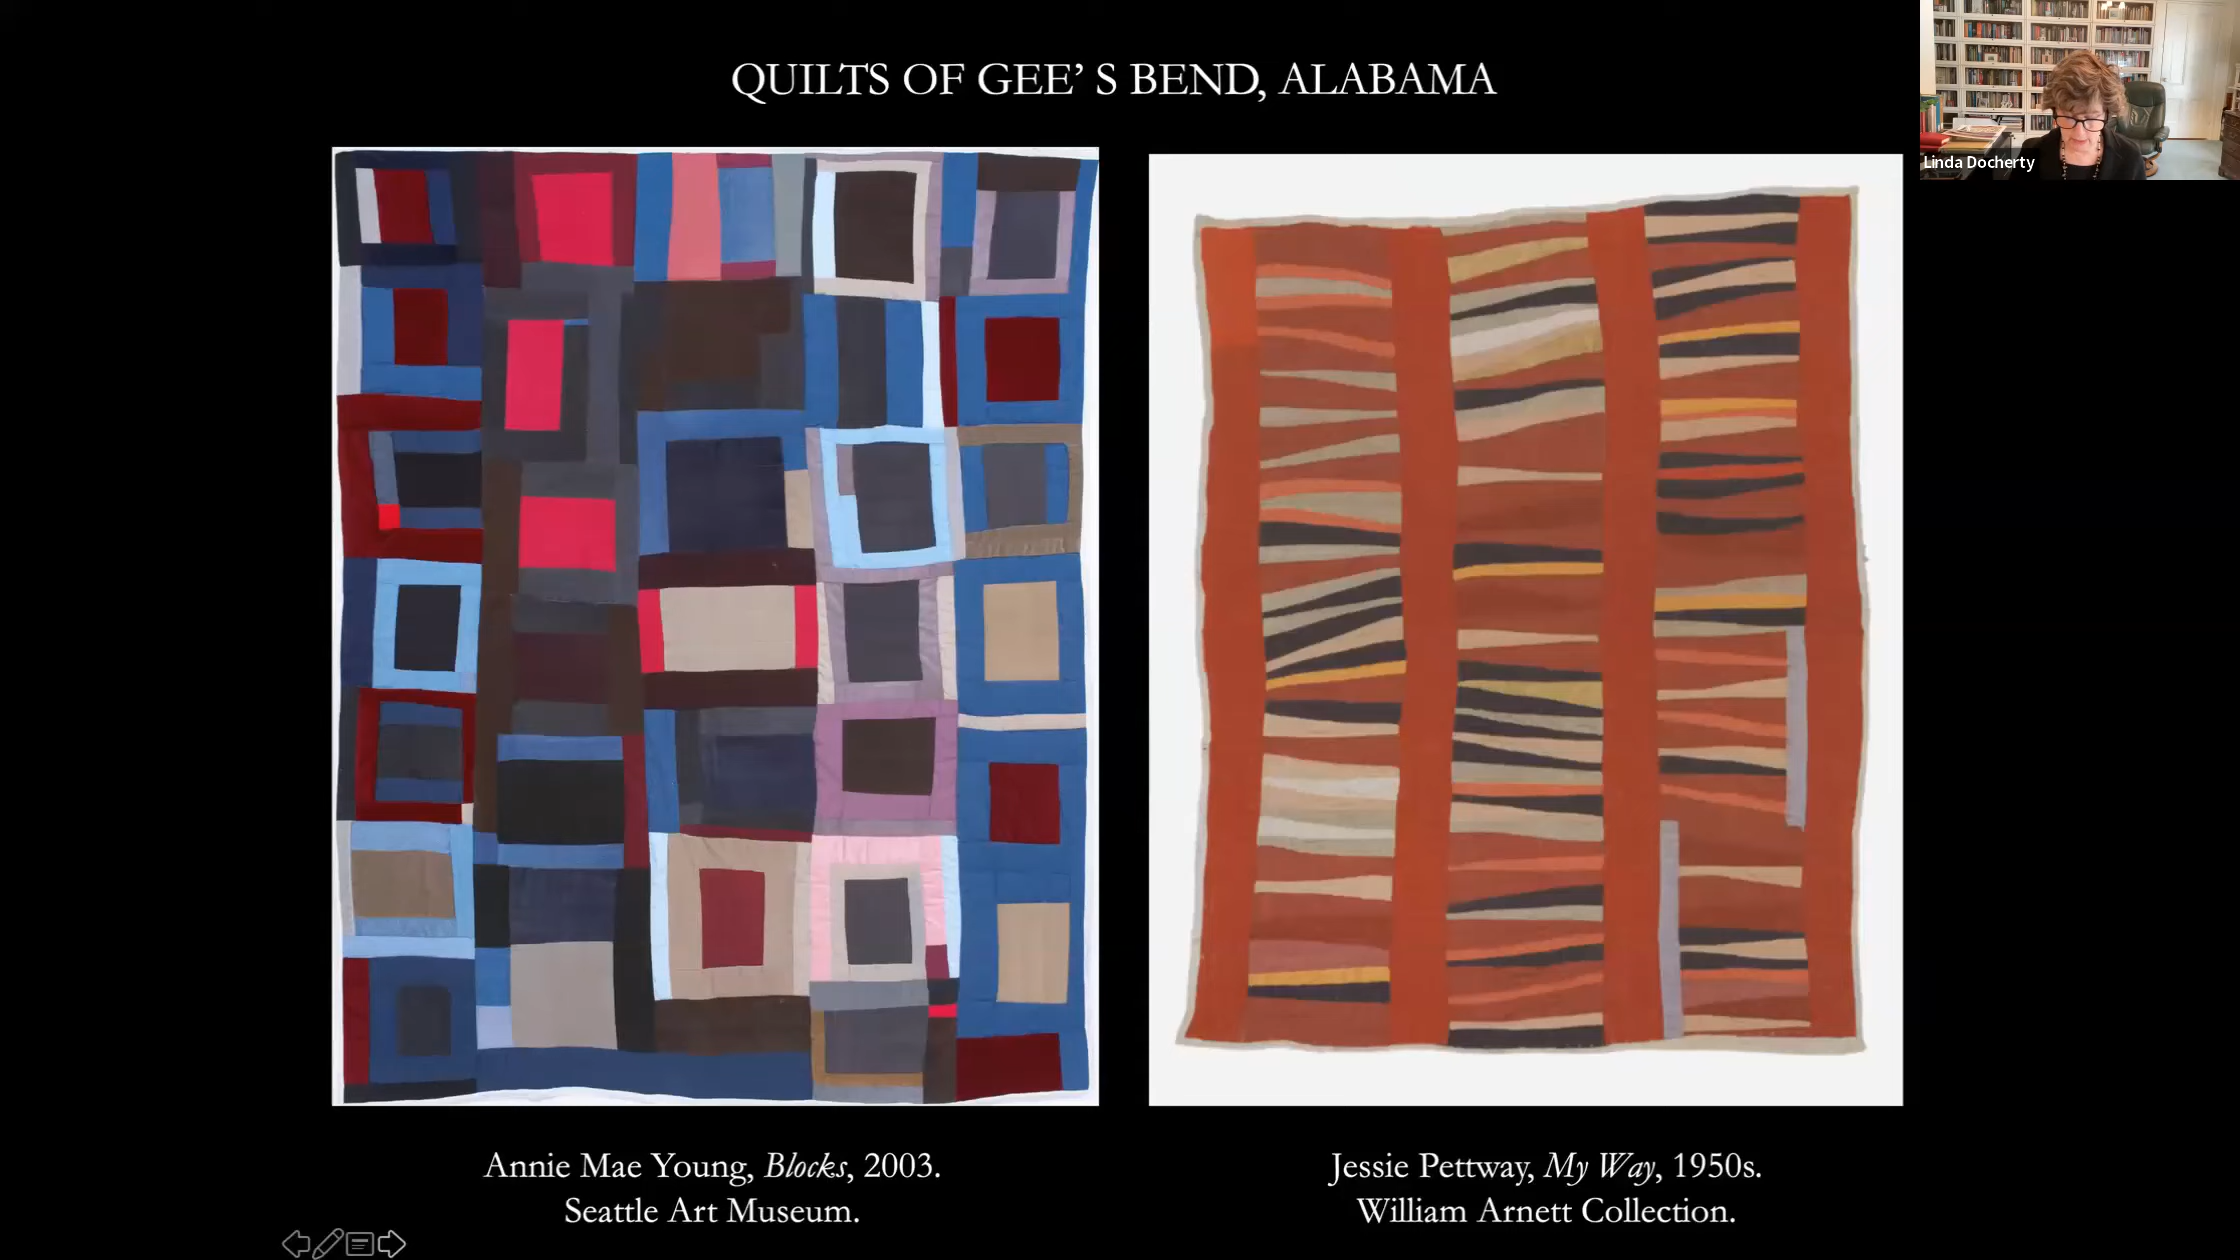 QUILTS OF GEE’ S BEND, ALABAMA
Linda Docherty
Annie Mae Young, Blocks, 2003.
Seattle Art Museum.
Jessie Pettway, My Way, 1950s.
William Arnett Collection.